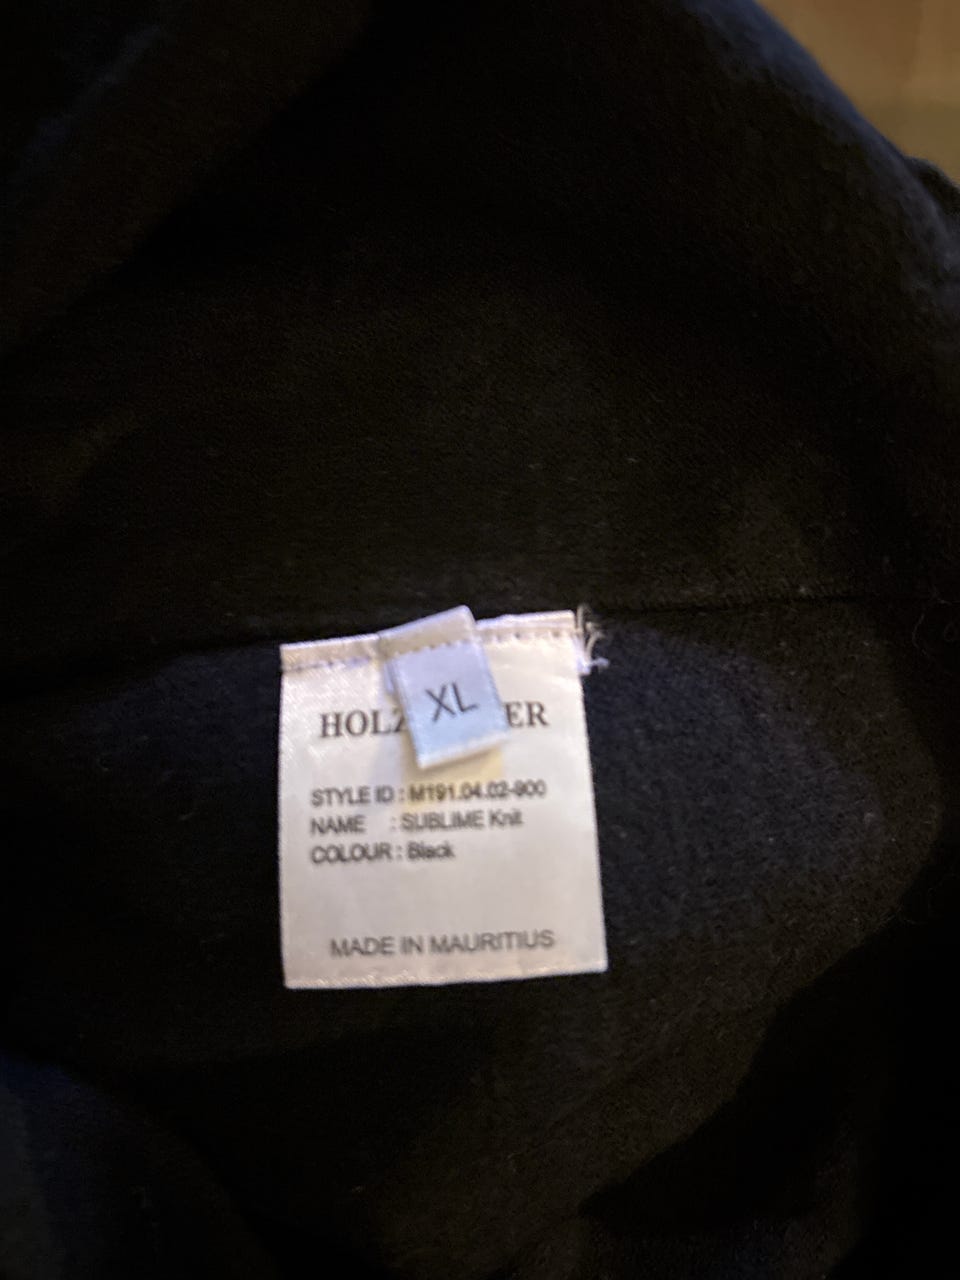 XL
HOLZ ER
STYLE ID : M191.04.02-900
NAME : SUBLIME Knit
COLOUR : Black
MADE IN MAURITIUS